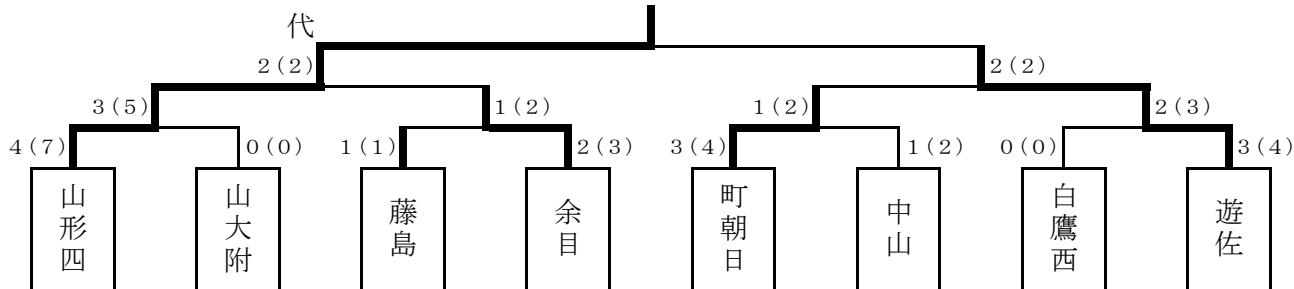 代
2(2)
2(2)
3(5)
1(2)
1(2)
2(3)
4(7)
0(0)
1(1)
2(3)
3(4)
1(2)
0(0)
3(4)
山形四
山大附
藤島
余目
町朝日
中山
白鷹西
遊佐